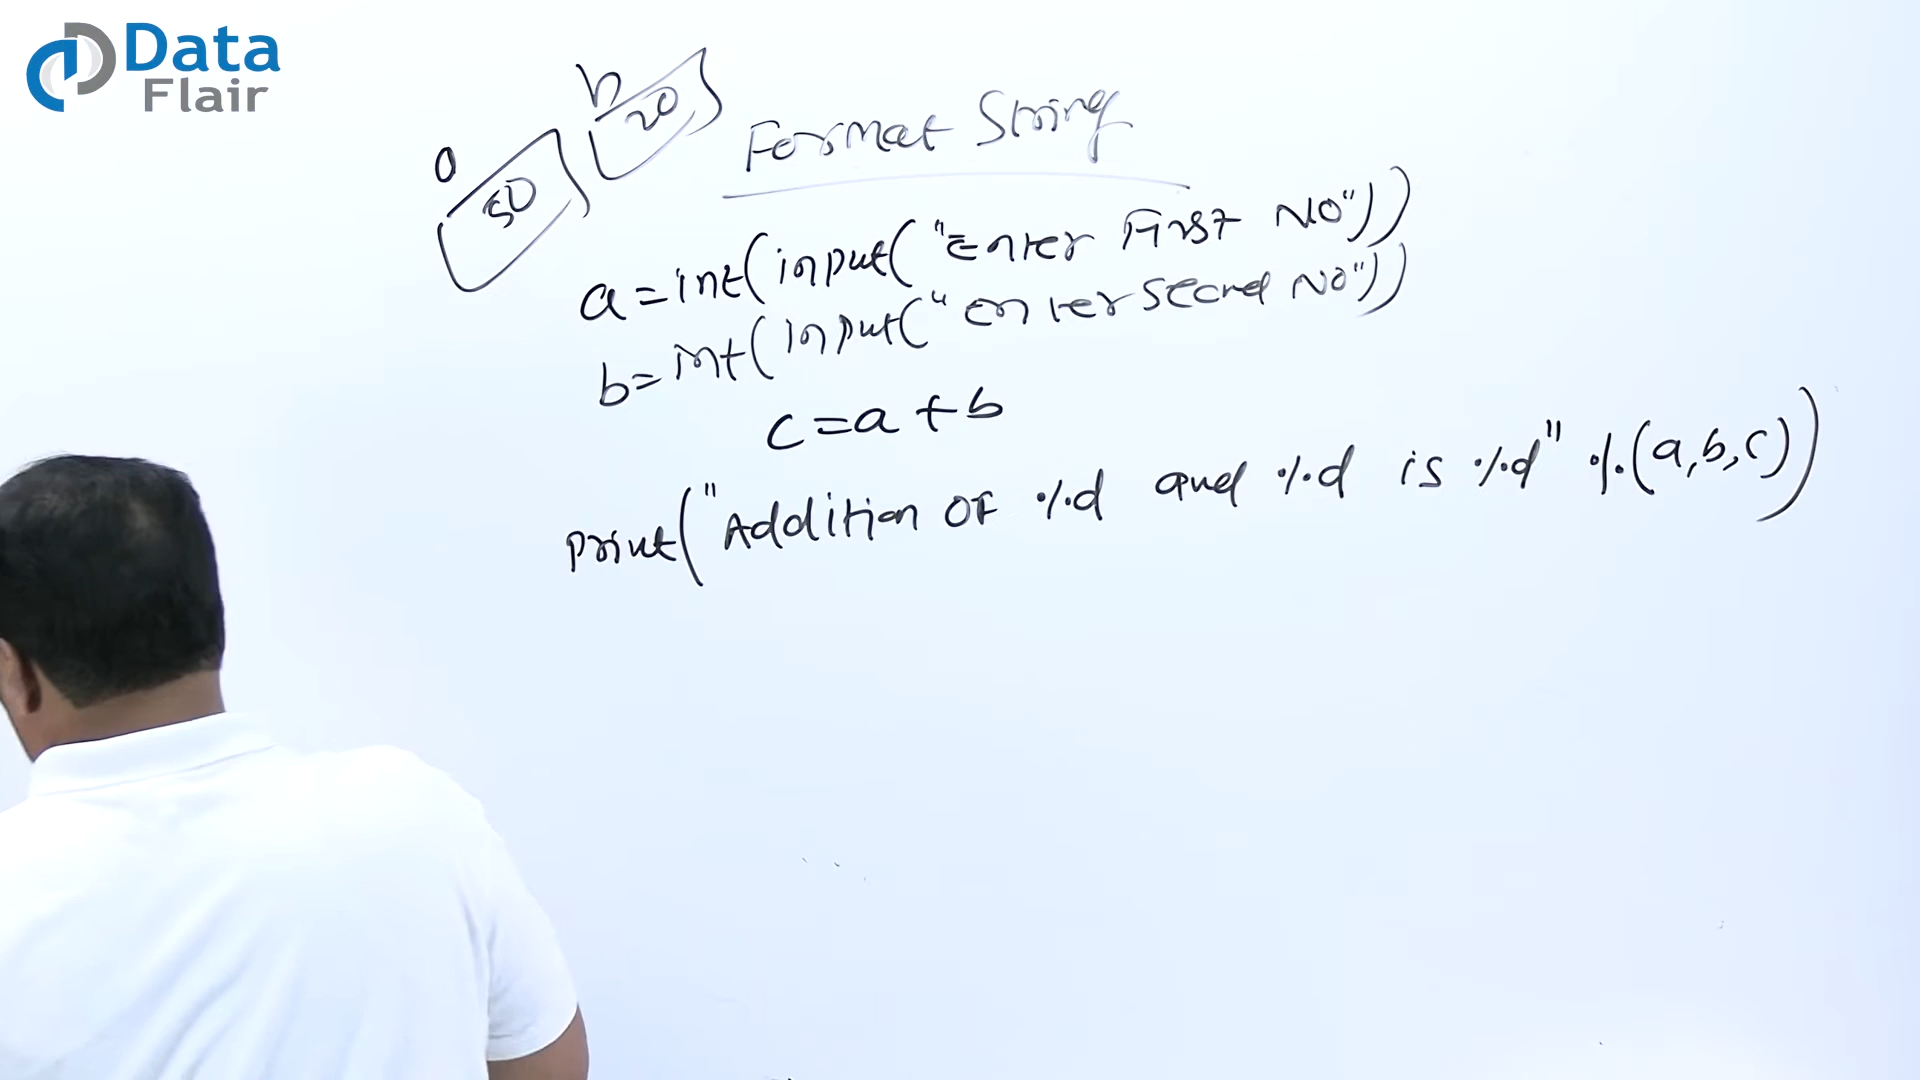 Data
Flair
a
50
b
20
Format String
a=int(input("Enter First NO"))
b=int(input("enter Second NO"))
c=a+b
print("Addition OF %d and %d is %d" %(a,b,c))